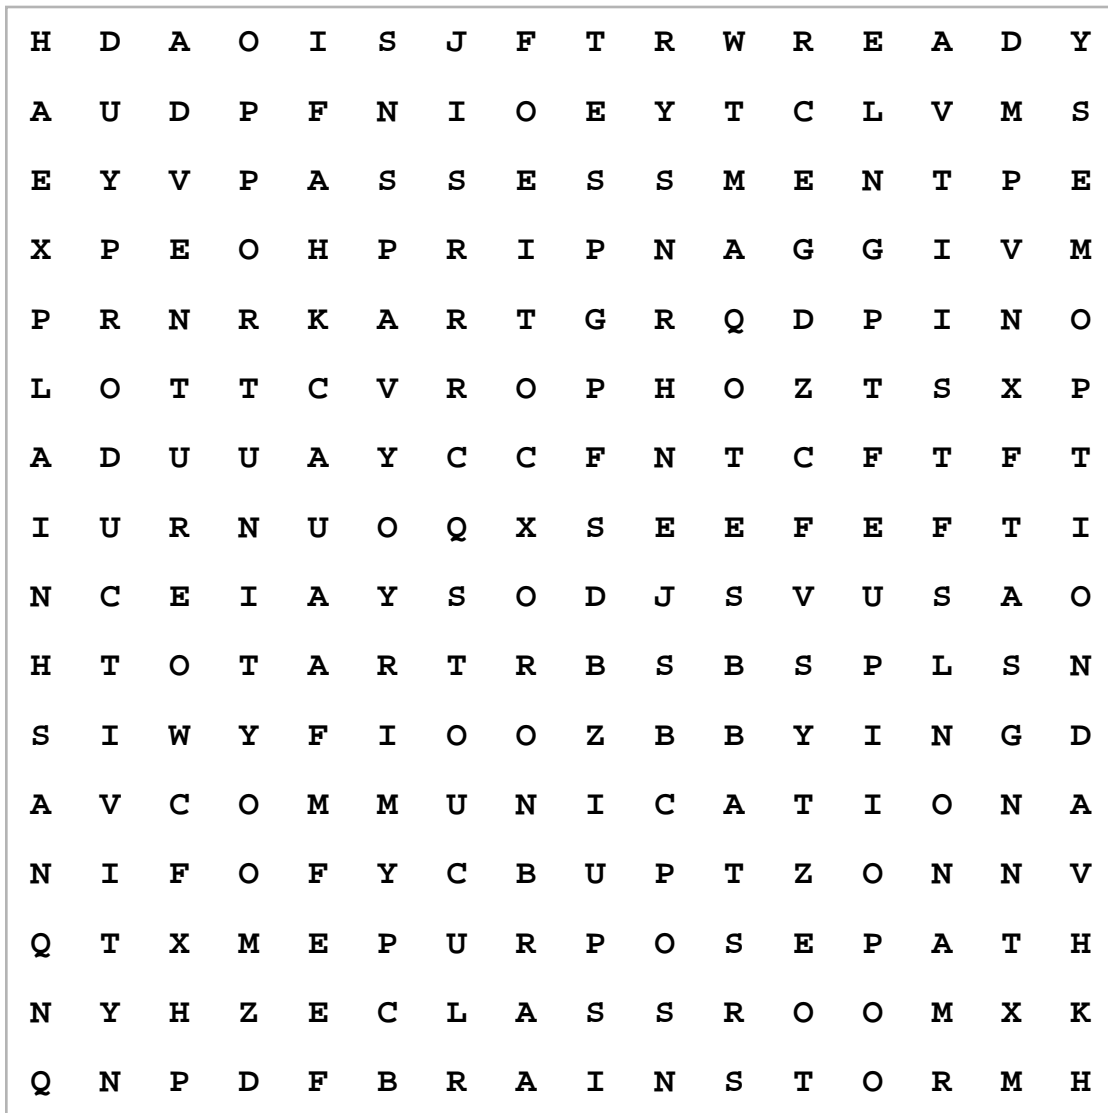 H D A O I S J F T R W R E A D Y
A U D P F N I O E Y T C L V M S
E Y V P A S S E S S M E N T P E
X P E O H P R I P N A G G I V M
P R N R K A R T G R Q D P I N O
L O T T C V R O P H O Z T S X P
A D U U A Y C C F N T C F T F T
I U R N U O Q X S E E F E F T I
N C E I A Y S O D J S V U S A O
H T O T A R T R B S B S P L S N
S I W Y F I O O Z B B Y I N G D
A V C O M M U N I C A T I O N A
N I F O F Y C B U P T Z O N N V
Q T X M E P U R P O S E P A T H
N Y H Z E C L A S S R O O M X K
Q N P D F B R A I N S T O R M H